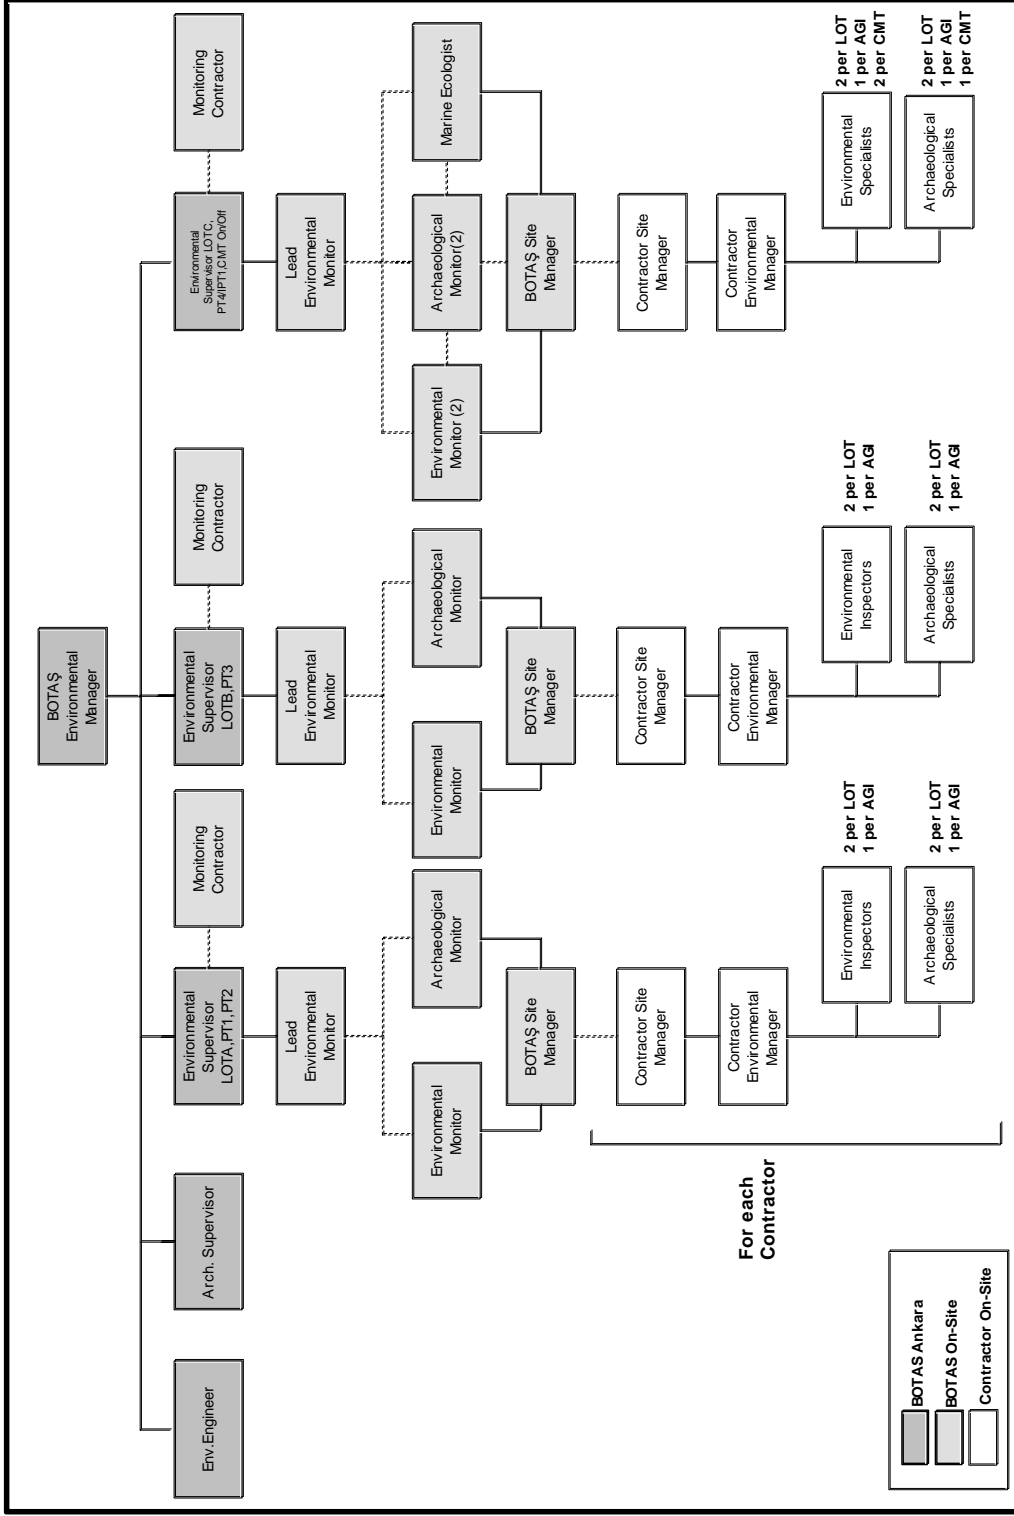 BOTAŞ
Environmental
Manager
Env.Engineer
Arch. Supervisor
Environmental
Supervisor
LOTA,PT1,PT2
Monitoring
Contractor
Environmental
Supervisor
LOTB,PT3
Monitoring
Contractor
Environmental
Supervisor LOTC,
PT4/IPT1,CMT On/Off
Monitoring
Contractor
Lead
Environmental
Monitor
Lead
Environmental
Monitor
Lead
Environmental
Monitor
Environmental
Monitor
Archaeological
Monitor
Environmental
Monitor
Archaeological
Monitor
Environmental
Monitor (2)
Archaeological
Monitor(2)
Marine Ecologist
BOTAŞ Site
Manager
BOTAŞ Site
Manager
BOTAŞ Site
Manager
For each
Contractor
Contractor Site
Manager
Contractor Site
Manager
Contractor Site
Manager
Contractor
Environmental
Manager
Contractor
Environmental
Manager
Contractor
Environmental
Manager
Environmental
Inspectors
2 per LOT
1 per AGI
Environmental
Inspectors
2 per LOT
1 per AGI
Environmental
Specialists
2 per LOT
1 per AGI
2 per CMT
Archaeological
Specialists
2 per LOT
1 per AGI
Archaeological
Specialists
2 per LOT
1 per AGI
Archaeological
Specialists
2 per LOT
1 per AGI
1 per CMT
BOTAS Ankara
BOTAS On-Site
Contractor On-Site